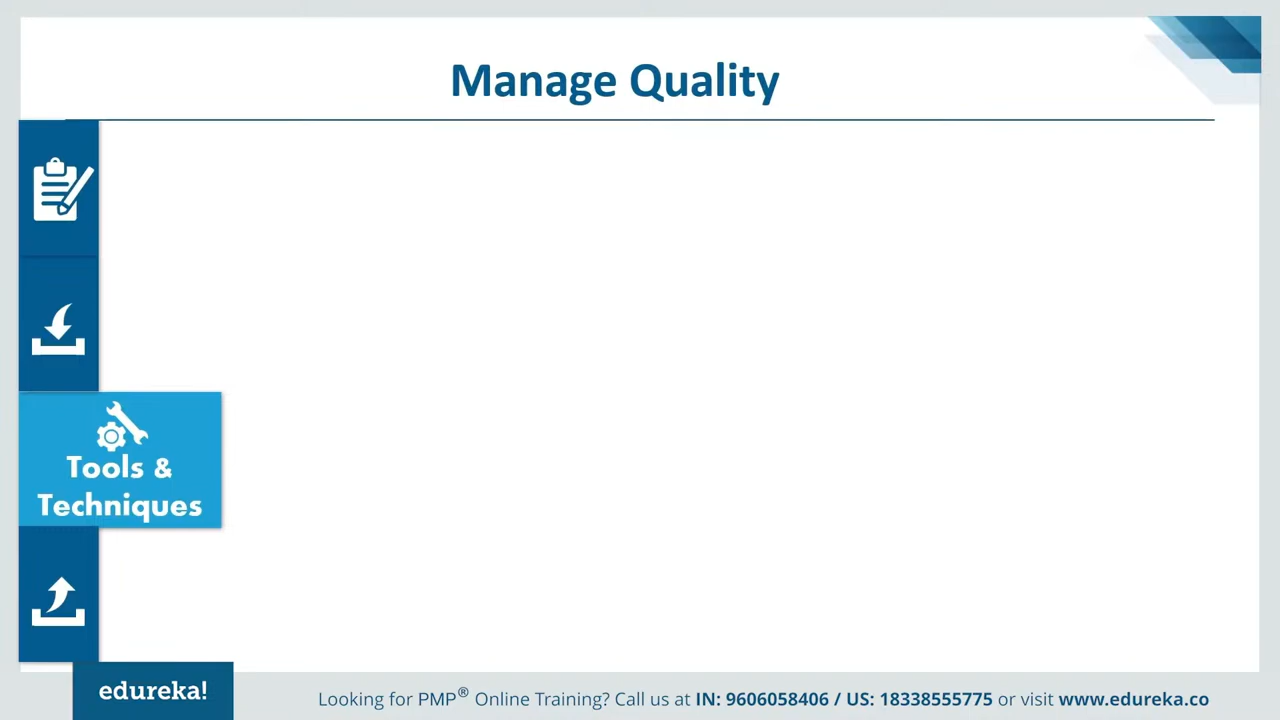 Manage Quality
Tools &
Techniques
edureka!
Looking for PMP® Online Training? Call us at IN: 9606058406 / US: 18338555775 or visit www.edureka.co